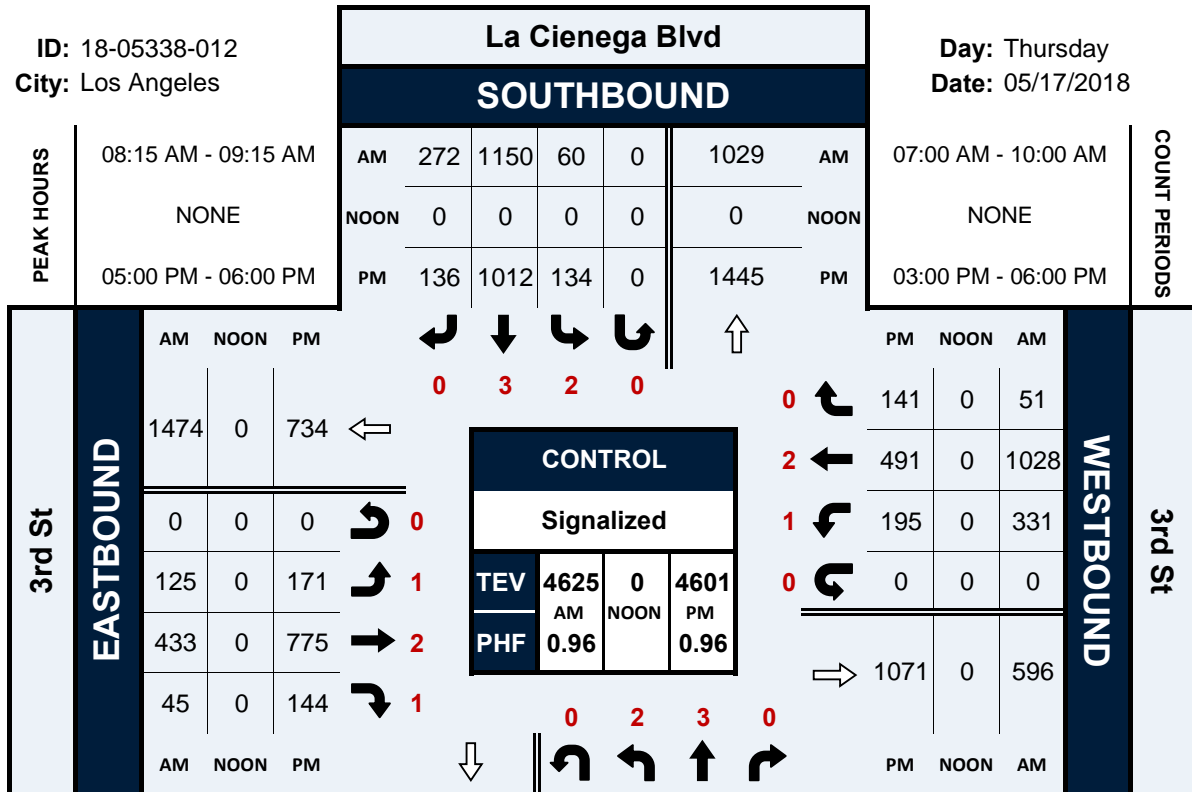 La Cienega Blvd
ID: 18-05338-012
Day: Thursday
City: Los Angeles
Date: 05/17/2018
SOUTHBOUND
PEAK HOURS
08:15 AM - 09:15 AM
AM 272 1150 60 0 1029 AM
07:00 AM - 10:00 AM
COUNT PERIODS
NONE
NOON 0 0 0 0 0 NOON
NONE
05:00 PM - 06:00 PM
PM 136 1012 134 0 1445 PM
03:00 PM - 06:00 PM
AM NOON PM
PM NOON AM
0 3 2 0
0 141 0 51
1474 0 734
CONTROL
2 491 0 1028
3rd St
EASTBOUND
WESTBOUND
3rd St
0 0 0 0
Signalized
1 195 0 331
125 0 171 1
TEV 4625 0 4601
AM NOON PM
0 0 0 0
433 0 775 2
PHF 0.96 0.96
1071 0 596
45 0 144 1
0 2 3 0
AM NOON PM
PM NOON AM